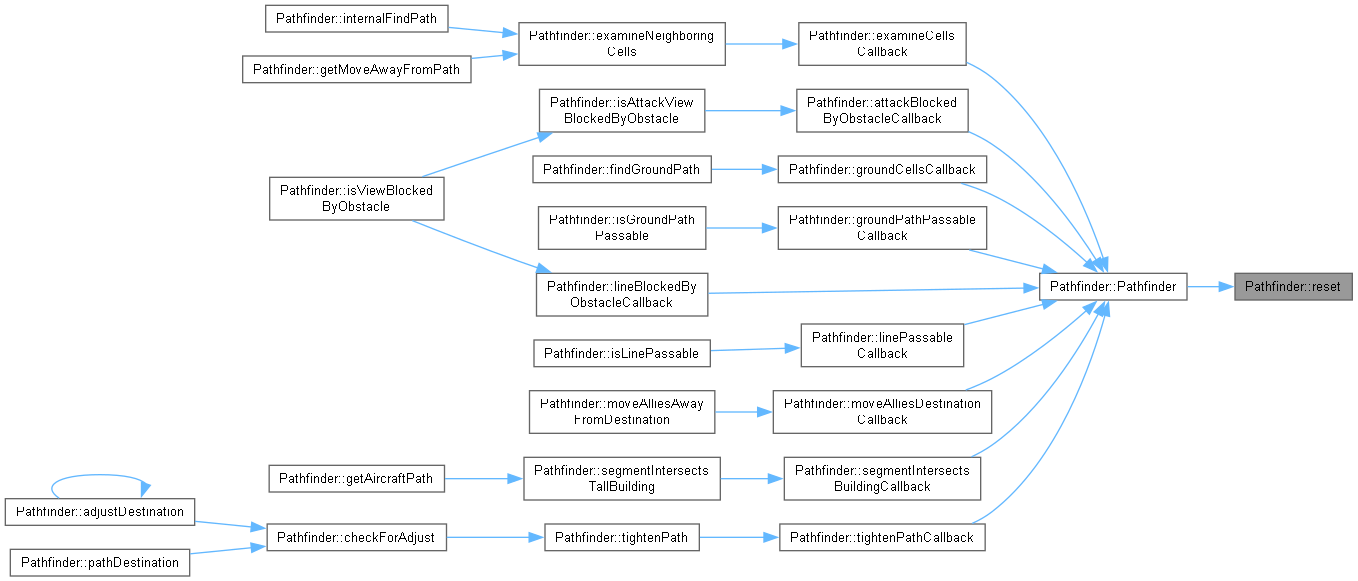 Pathfinder::internalFindPath
Pathfinder::getMoveAwayFromPath
Pathfinder::examineNeighboring
Cells
Pathfinder::examineCells
Callback
Pathfinder::isAttackView
BlockedByObstacle
Pathfinder::attackBlocked
ByObstacleCallback
Pathfinder::findGroundPath
Pathfinder::groundCellsCallback
Pathfinder::isViewBlocked
ByObstacle
Pathfinder::isGroundPath
Passable
Pathfinder::groundPathPassable
Callback
Pathfinder::lineBlockedBy
ObstacleCallback
Pathfinder::Pathfinder
Pathfinder::reset
Pathfinder::isLinePassable
Pathfinder::linePassable
Callback
Pathfinder::moveAlliesAway
FromDestination
Pathfinder::moveAlliesDestination
Callback
Pathfinder::getAircraftPath
Pathfinder::segmentIntersects
TallBuilding
Pathfinder::segmentIntersects
BuildingCallback
Pathfinder::adjustDestination
Pathfinder::checkForAdjust
Pathfinder::tightenPath
Pathfinder::tightenPathCallback
Pathfinder::pathDestination